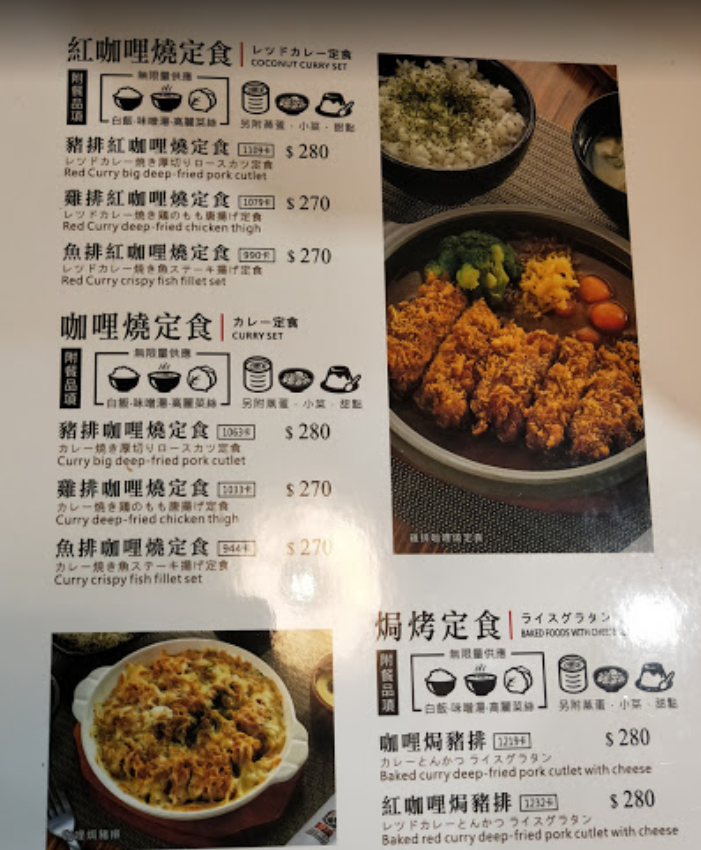 紅咖哩燒定食
レッドカレー定食
COCONUT CURRY SET
附餐品項
無限量供應
白飯·味噌湯·高麗菜絲
另附蒸蛋·小菜·甜點
豬排紅咖哩燒定食 1109卡 $280
レッドカレー焼き厚切りロースカツ定食
Red Curry big deep-fried pork cutlet
雞排紅咖哩燒定食 1079卡 $270
レッドカレー焼き鶏のもも唐揚げ定食
Red Curry deep-fried chicken thigh
魚排紅咖哩燒定食 990卡 $270
レッドカレー焼き魚ステーキ揚げ定食
Red Curry crispy fish fillet set
咖哩燒定食
カレー定食
CURRY SET
附餐品項
無限量供應
白飯·味噌湯·高麗菜絲
另附蒸蛋·小菜·甜點
豬排咖哩燒定食 1063卡 $280
カレー焼き厚切りロースカツ定食
Curry big deep-fried pork cutlet
雞排咖哩燒定食 1033卡 $270
カレー焼き鶏のもも唐揚げ定食
Curry deep-fried chicken thigh
魚排咖哩燒定食 944卡 $270
カレー焼き魚ステーキ揚げ定食
Curry crispy fish fillet set
雞排咖哩燒定食
焗烤定食
ライスグラタン
BAKED FOODS WITH
附餐品項
無限量供應
白飯·味噌湯·高麗菜絲
另附蒸蛋·小菜·甜點
咖哩焗豬排 1219卡 $280
カレーとんかつ ライスグラタン
Baked curry deep-fried pork cutlet with cheese
紅咖哩焗豬排 1232卡 $280
レッドカレーとんかつ ライスグラタン
Baked red curry deep-fried pork cutlet with cheese
哩焗豬排